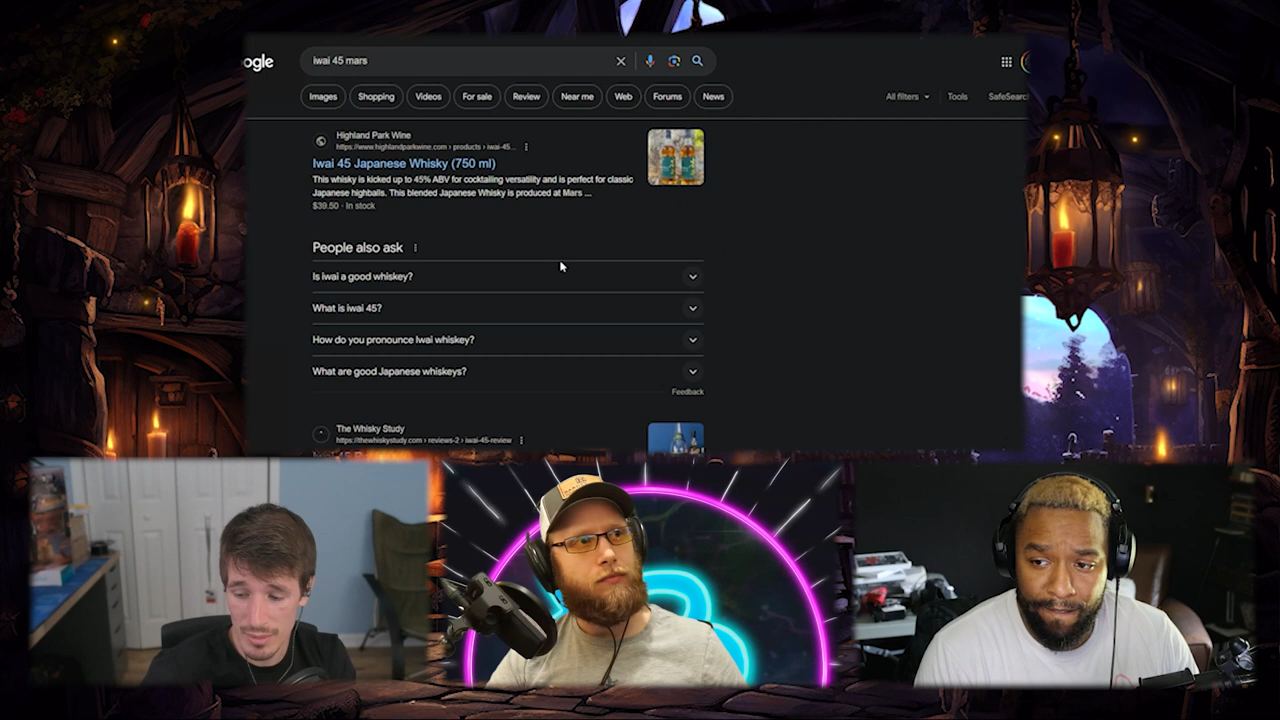 ogle
iwai 45 mars
Images Shopping Videos For sale Review Near me Web Forums News
All filters Tools SafeSearc
Highland Park Wine
https://www.highlandparkwine.com › products › iwai-45...
Iwai 45 Japanese Whisky (750 ml)
This whisky is kicked up to 45% ABV for cocktailing versatility and is perfect for classic
Japanese highballs. This blended Japanese Whisky is produced at Mars ...
$39.50 · In stock
People also ask
Is iwai a good whiskey?
What is iwai 45?
How do you pronounce Iwai whiskey?
What are good Japanese whiskeys?
Feedback
The Whisky Study
https://thewhiskystudy.com › reviews-2 › iwai-45-review